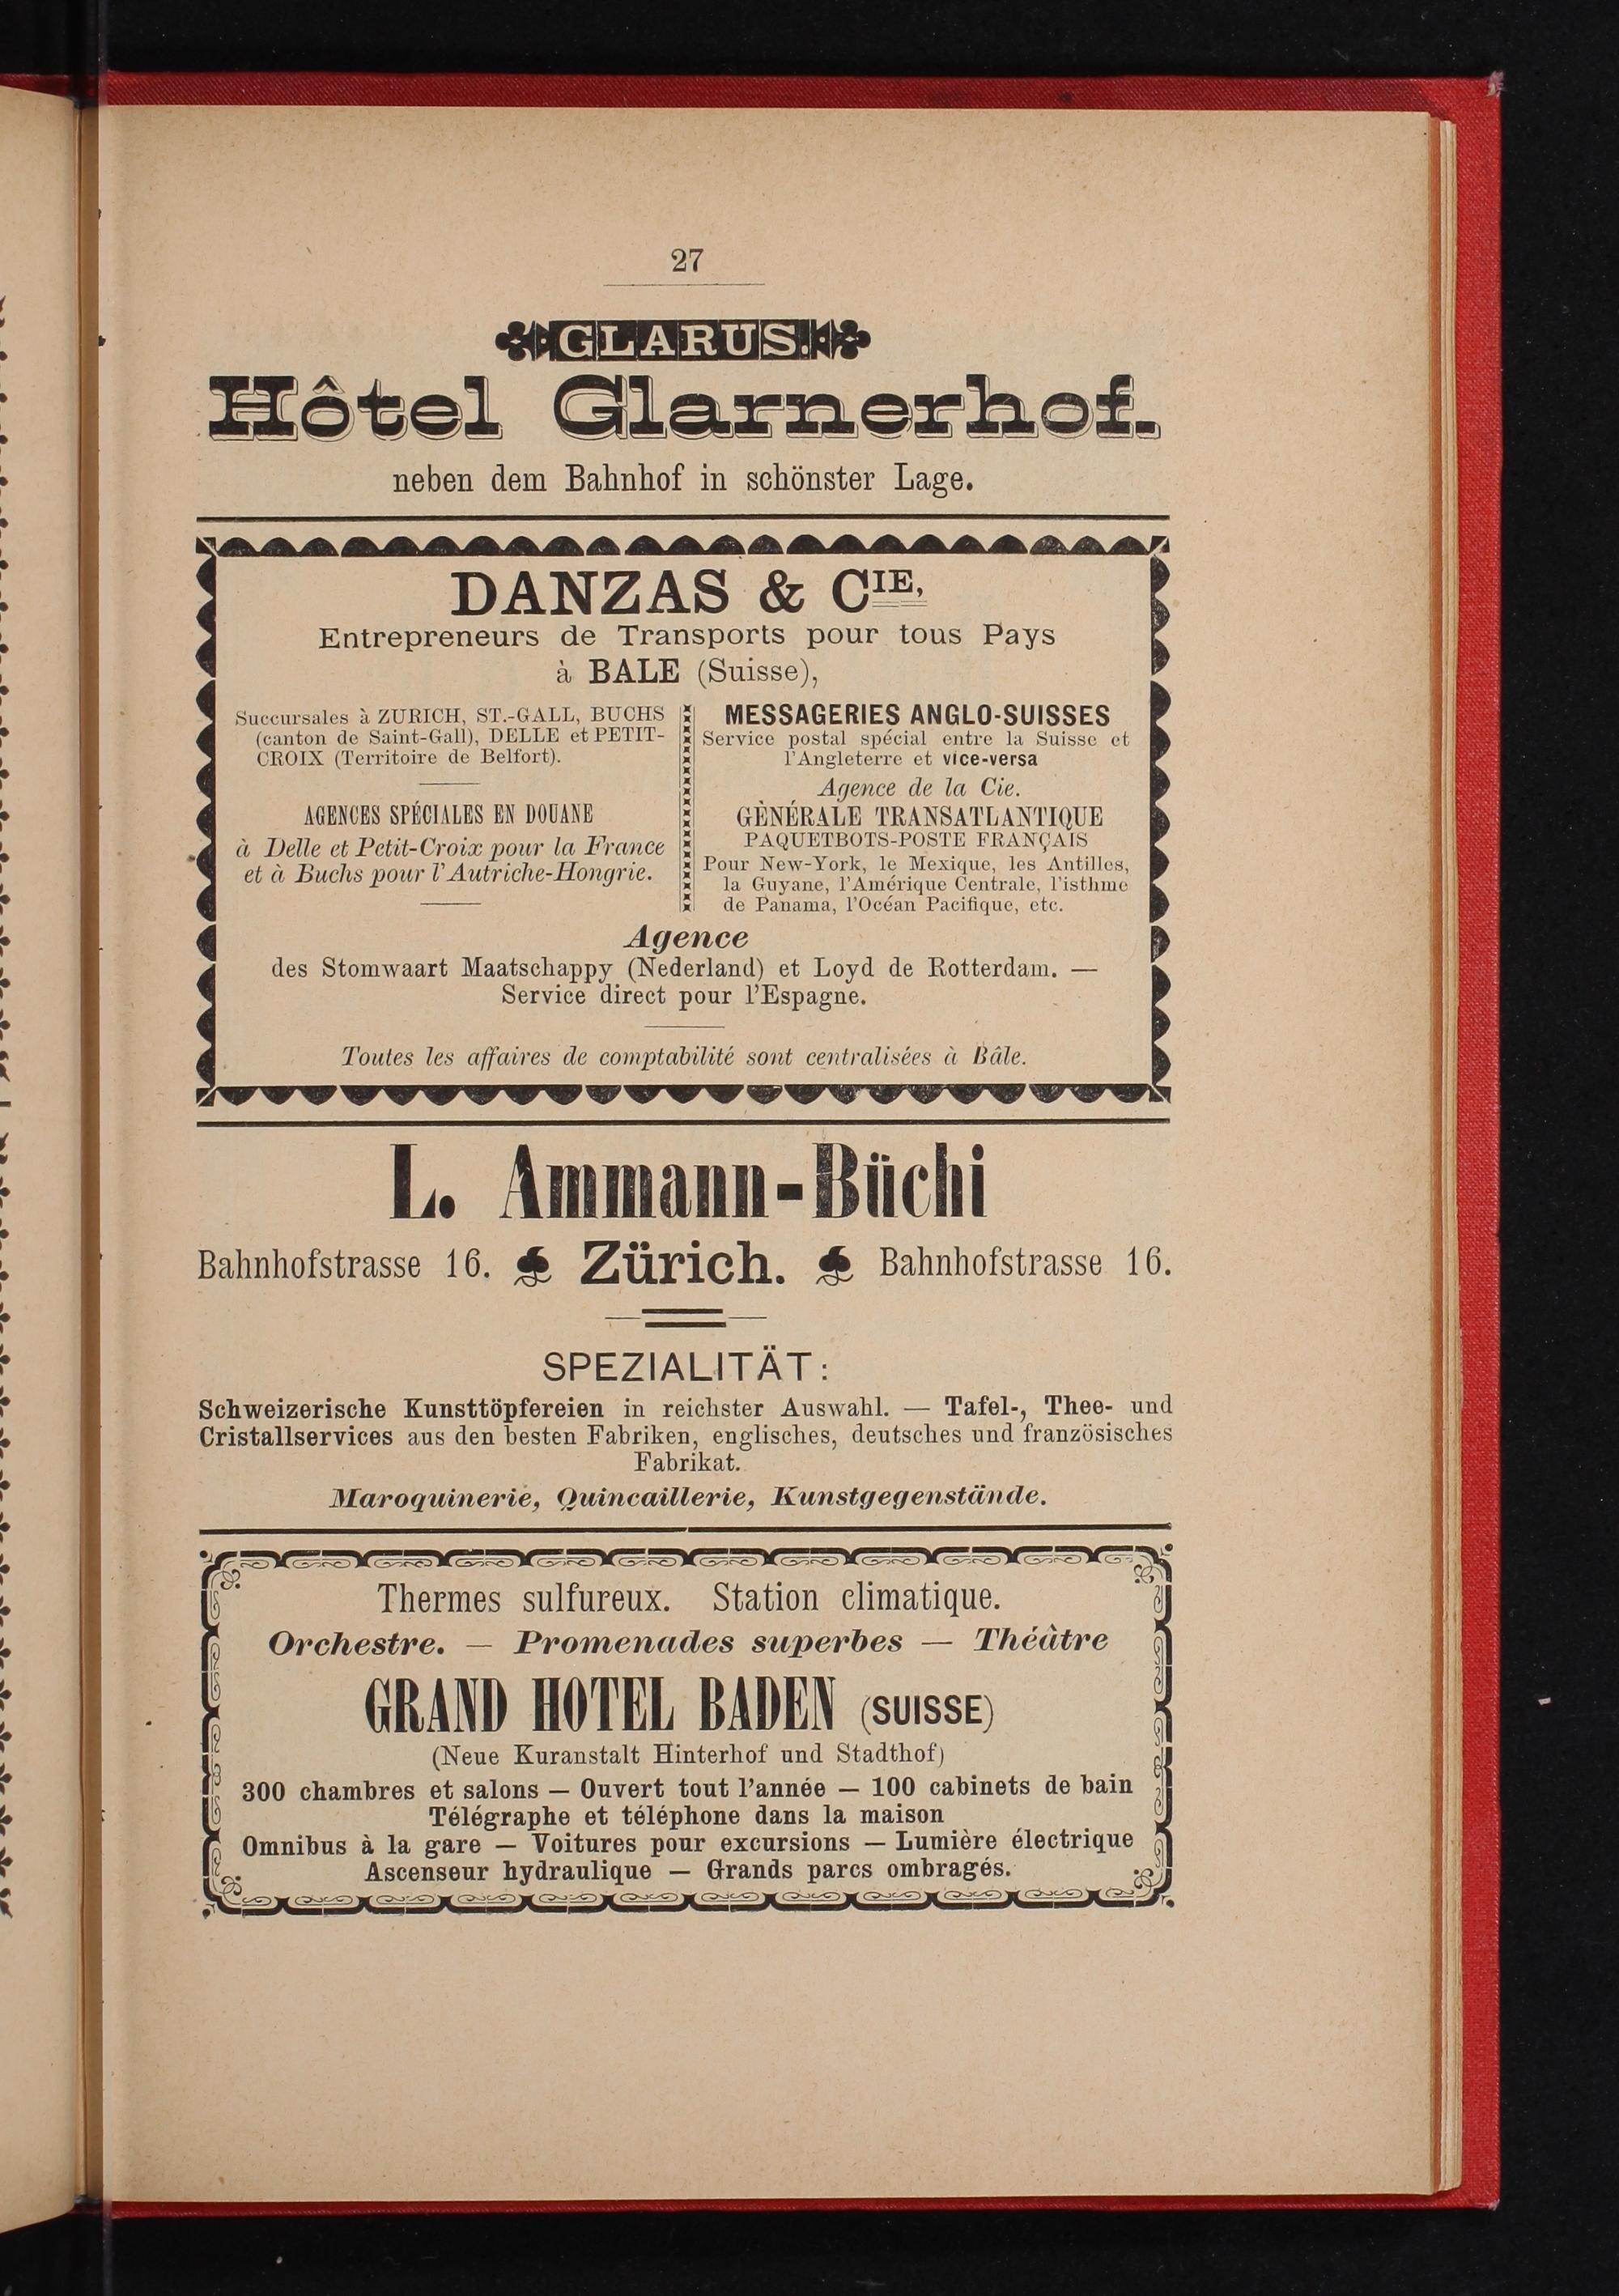 27
GLARUS.
Hôtel Glarnerhof.
neben dem Bahnhof in schönster Lage.
DANZAS & CIE,
Entrepreneurs de Transports pour tous Pays
à BALE (Suisse),
Succursales à ZURICH, ST.-GALL, BUCHS
(canton de Saint-Gall), DELLE et PETIT-
CROIX (Territoire de Belfort).
AGENCES SPÉCIALES EN DOUANE
à Delle et Petit-Croix pour la France
et à Buchs pour l'Autriche-Hongrie.
MESSAGERIES ANGLO-SUISSES
Service postal spécial entre la Suisse et
l'Angleterre et vice-versa
Agence de la Cie.
GÈNÉRALE TRANSATLANTIQUE
PAQUETBOTS-POSTE FRANÇAIS
Pour New-York, le Mexique, les Antilles,
la Guyane, l'Amérique Centrale, l'isthme
de Panama, l'Océan Pacifique, etc.
Agence
des Stomwaart Maatschappy (Nederland) et Loyd de Rotterdam. —
Service direct pour l'Espagne.
Toutes les affaires de comptabilité sont centralisées à Bâle.
L. Ammann-Büchi
Bahnhofstrasse 16. Zürich. Bahnhofstrasse 16.
SPEZIALITÄT:
Schweizerische Kunsttöpfereien in reichster Auswahl. — Tafel-, Thee- und
Cristallservices aus den besten Fabriken, englisches, deutsches und französisches
Fabrikat.
Maroquinerie, Quincaillerie, Kunstgegenstände.
Thermes sulfureux. Station climatique.
Orchestre. — Promenades superbes — Théâtre
GRAND HOTEL BADEN (SUISSE)
(Neue Kuranstalt Hinterhof und Stadthof)
300 chambres et salons — Ouvert tout l'année — 100 cabinets de bain
Télégraphe et téléphone dans la maison
Omnibus à la gare — Voitures pour excursions — Lumière électrique
Ascenseur hydraulique — Grands parcs ombragés.